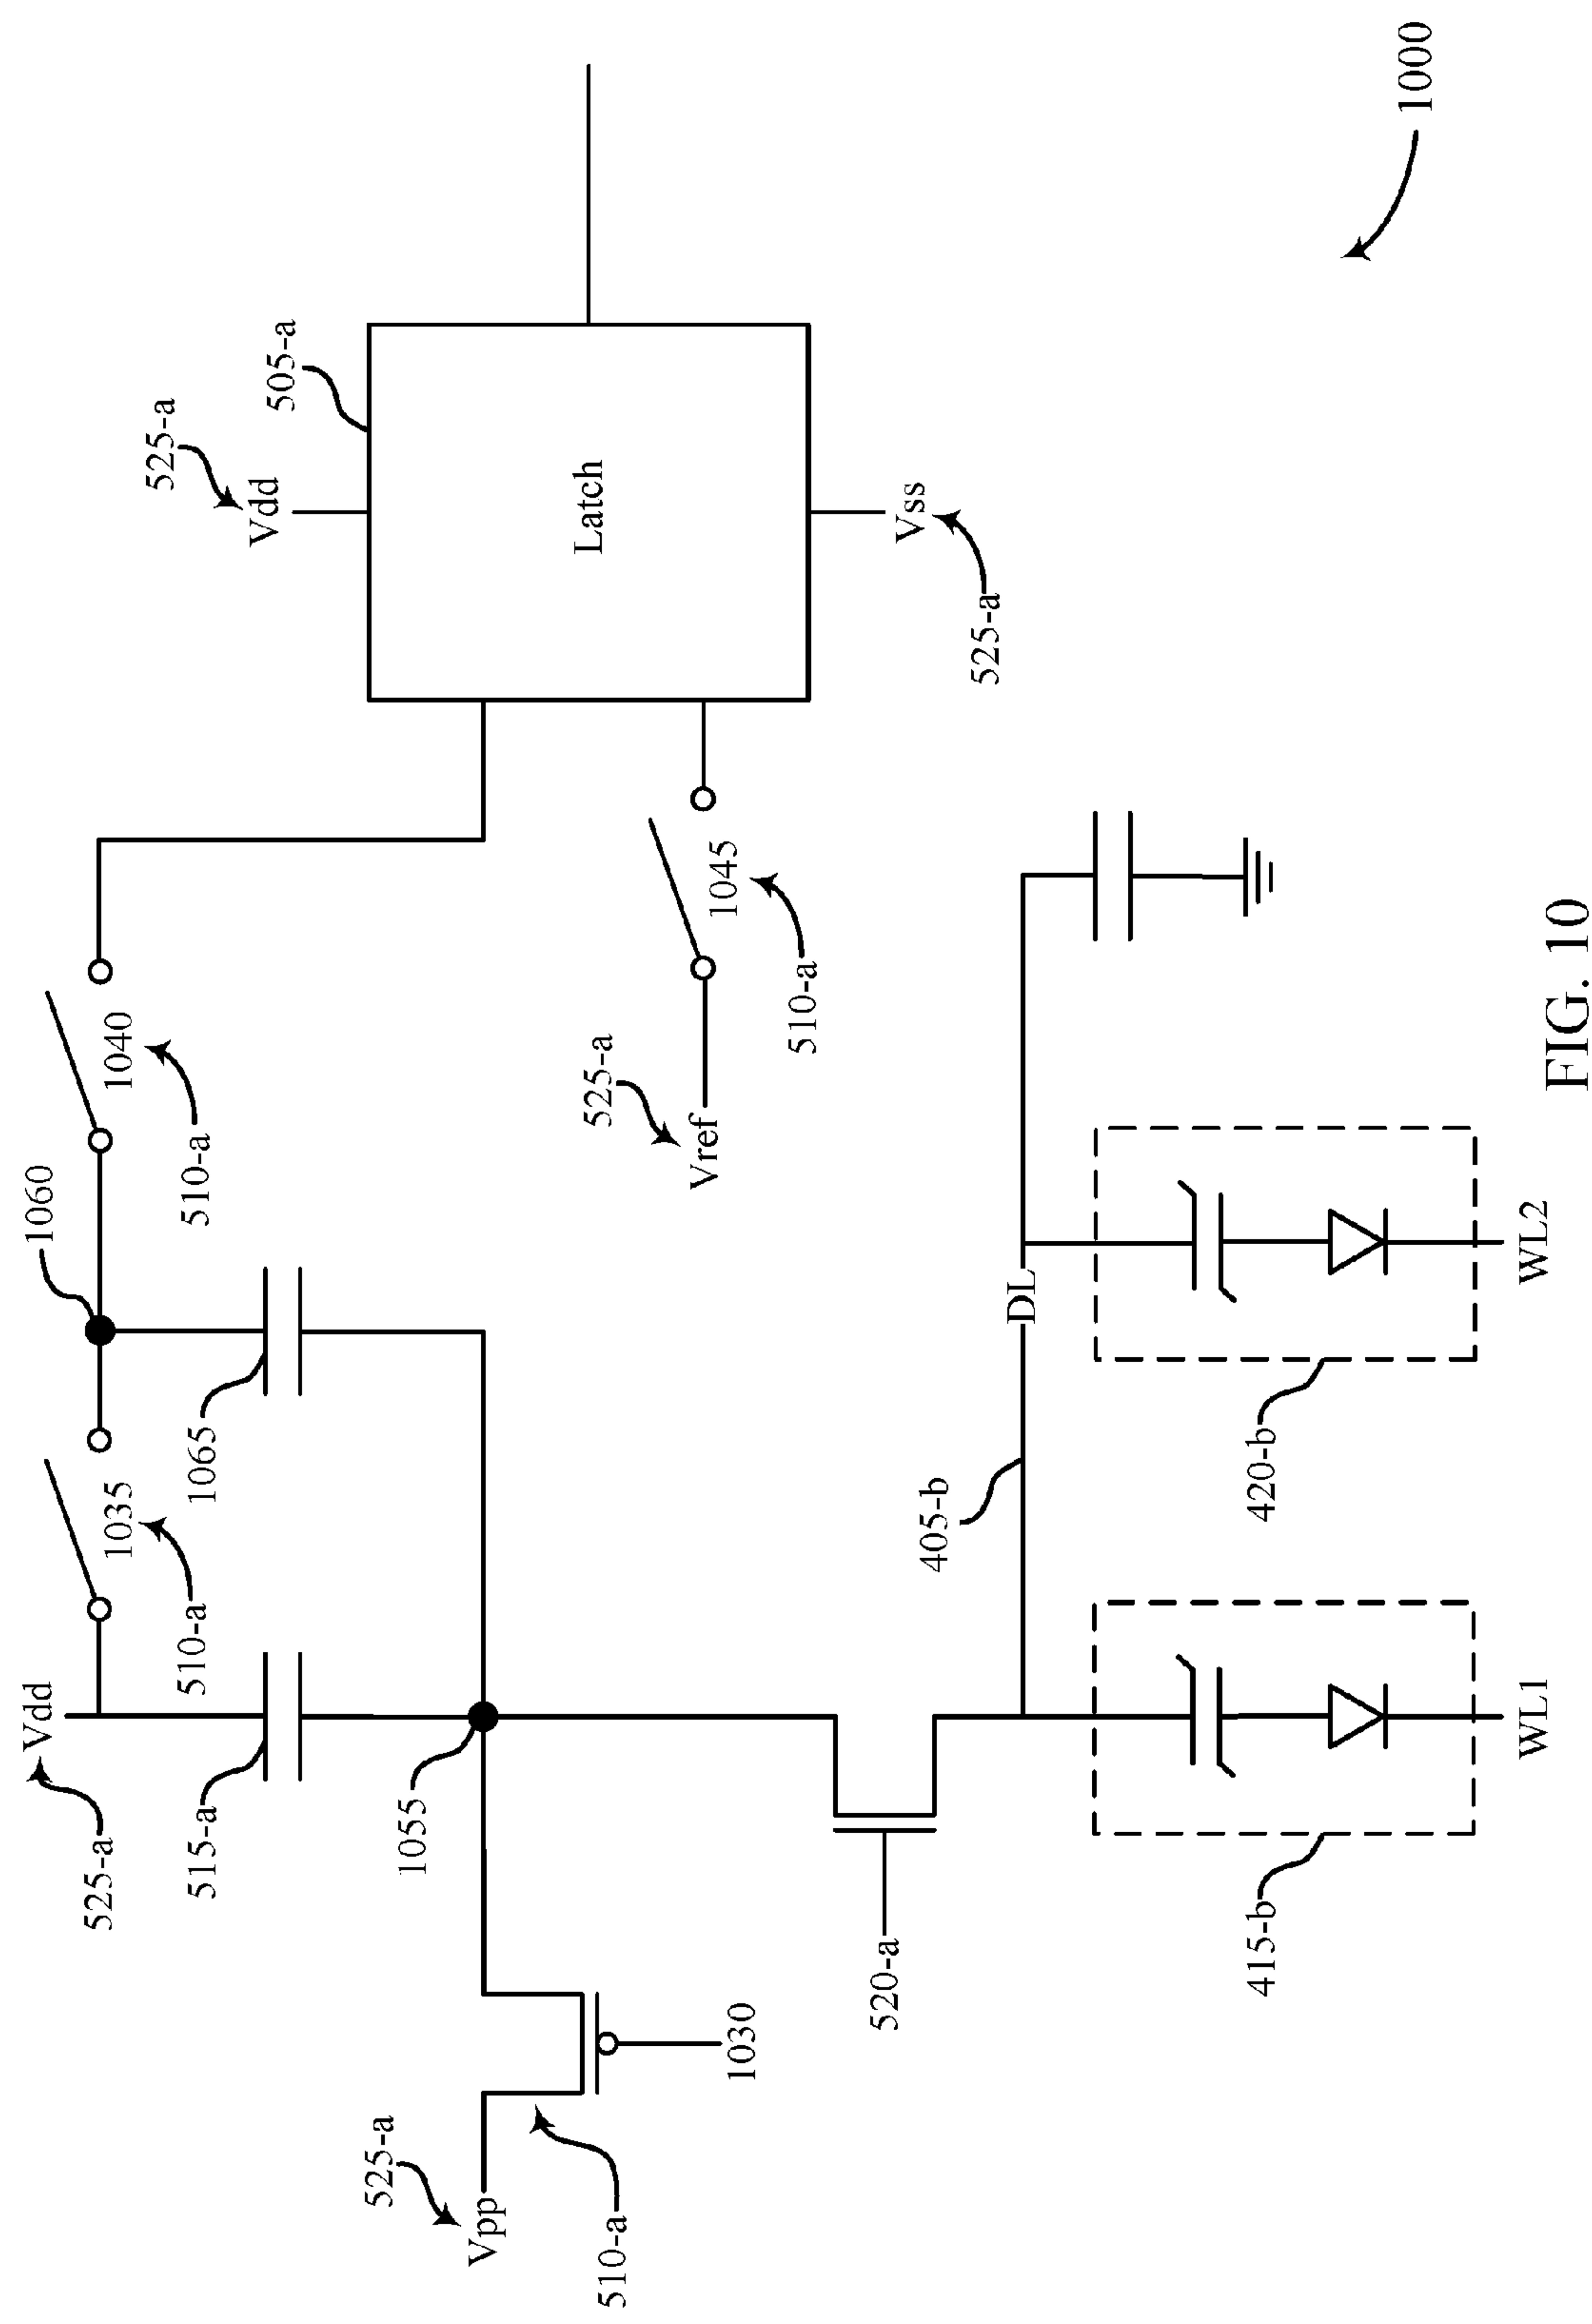 525-a
Vdd
1060
1035
510-a
1040
510-a
515-a
1065
525-a
Vdd
505-a
Latch
525-a
Vpp
1055
510-a
1030
525-a
Vref
1045
510-a
Vss
525-a
520-a
405-b
DL
415-b
420-b
WL1
WL2
1000
FIG. 10